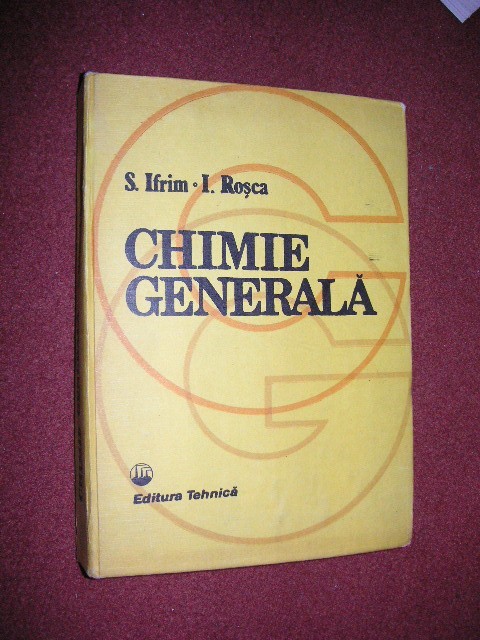 S. Ifrim · I. Roșca
CHIMIE
GENERALĂ
Editura Tehnică